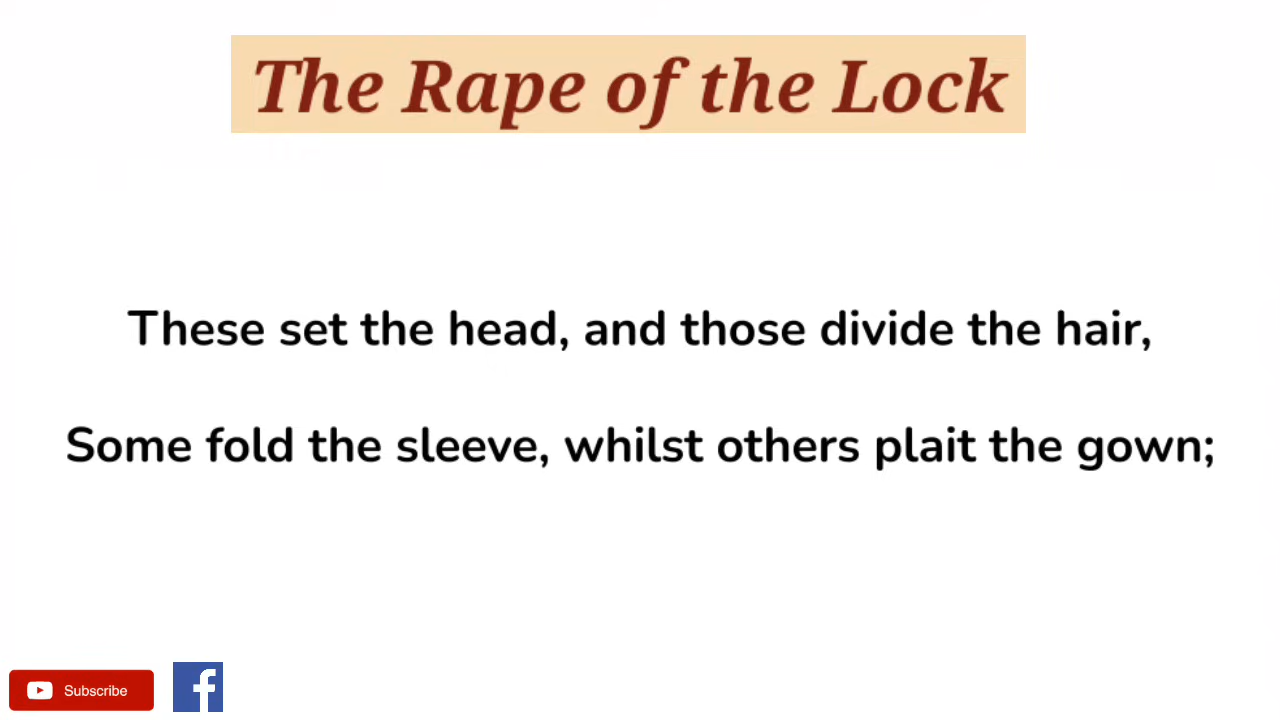 The Rape of the Lock
These set the head, and those divide the hair,
Some fold the sleeve, whilst others plait the gown;
Subscribe